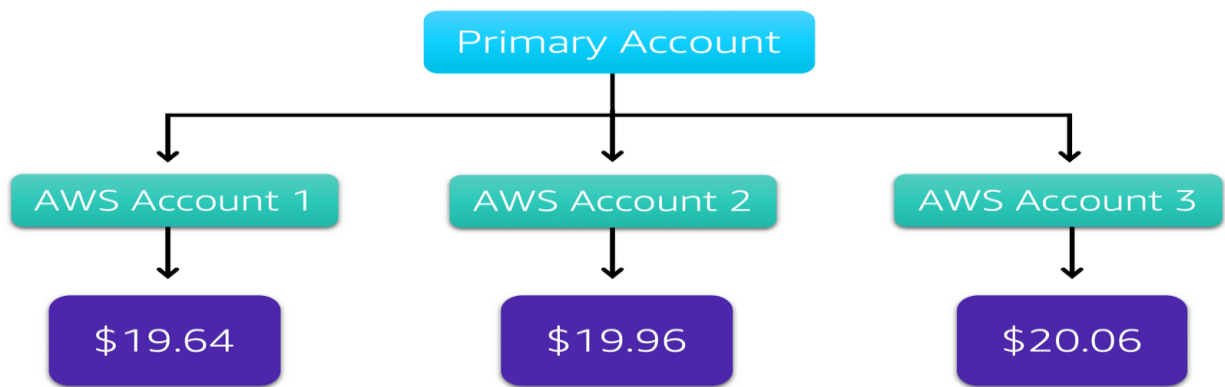 Primary Account
AWS Account 1
AWS Account 2
AWS Account 3
$19.64
$19.96
$20.06